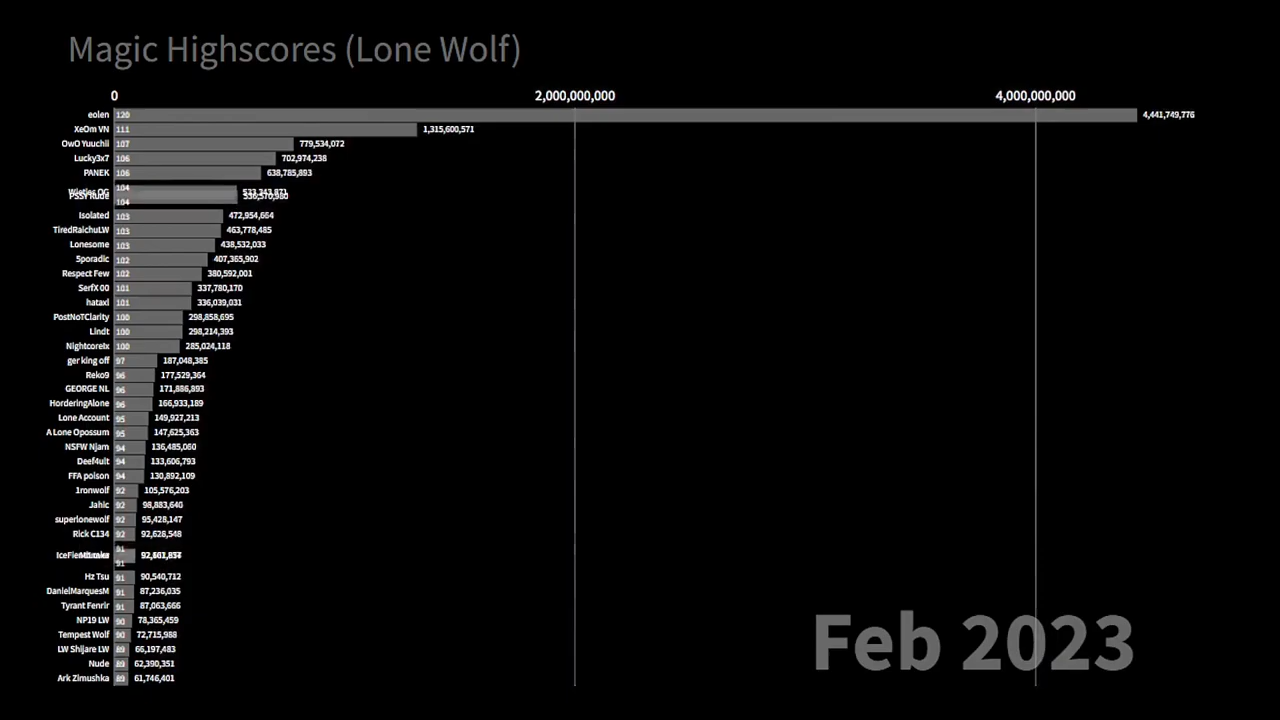 Magic Highscores (Lone Wolf)
0 2,000,000,000 4,000,000,000
eolen 120 4,441,749,776
XeOm VN 111 1,315,600,571
OwO Yuuchii 107 779,534,072
Lucky3x7 106 702,974,238
PANEK 106 638,785,893
104
PSSY Rude 104
Isolated 103 472,954,664
TiredRaichuLW 103 463,778,485
Lonesome 103 438,532,033
5poradic 102 407,365,902
Respect Few 102 380,592,001
SerfX 00 101 337,780,170
hataxl 101 336,039,031
PostNoTClarity 100 298,858,695
Lindt 100 298,214,393
Nightcorelx 100 285,024,118
ger king off 97 187,048,385
Reko9 96 177,529,364
GEORGE NL 96 171,886,893
HorderingAlone 96 166,933,189
Lone Account 95 149,927,213
A Lone Opossum 95 147,625,363
NSFW Njam 94 136,485,060
Deef4ult 94 133,606,793
FFA poison 94 130,892,109
1ronwolf 92 105,576,203
Jahic 92 98,883,640
superlonewolf 92 95,428,147
Rick C134 92 92,628,548
91
91
Hz Tsu 91 90,540,712
DanielMarquesM 91 87,236,035
Tyrant Fenrir 91 87,063,666
NP19 LW 90 78,365,459
Tempest Wolf 90 72,715,988
LW Shijare LW 89 66,197,483
Nude 89 62,390,351
Ark Zimushka 89 61,746,401
Feb 2023